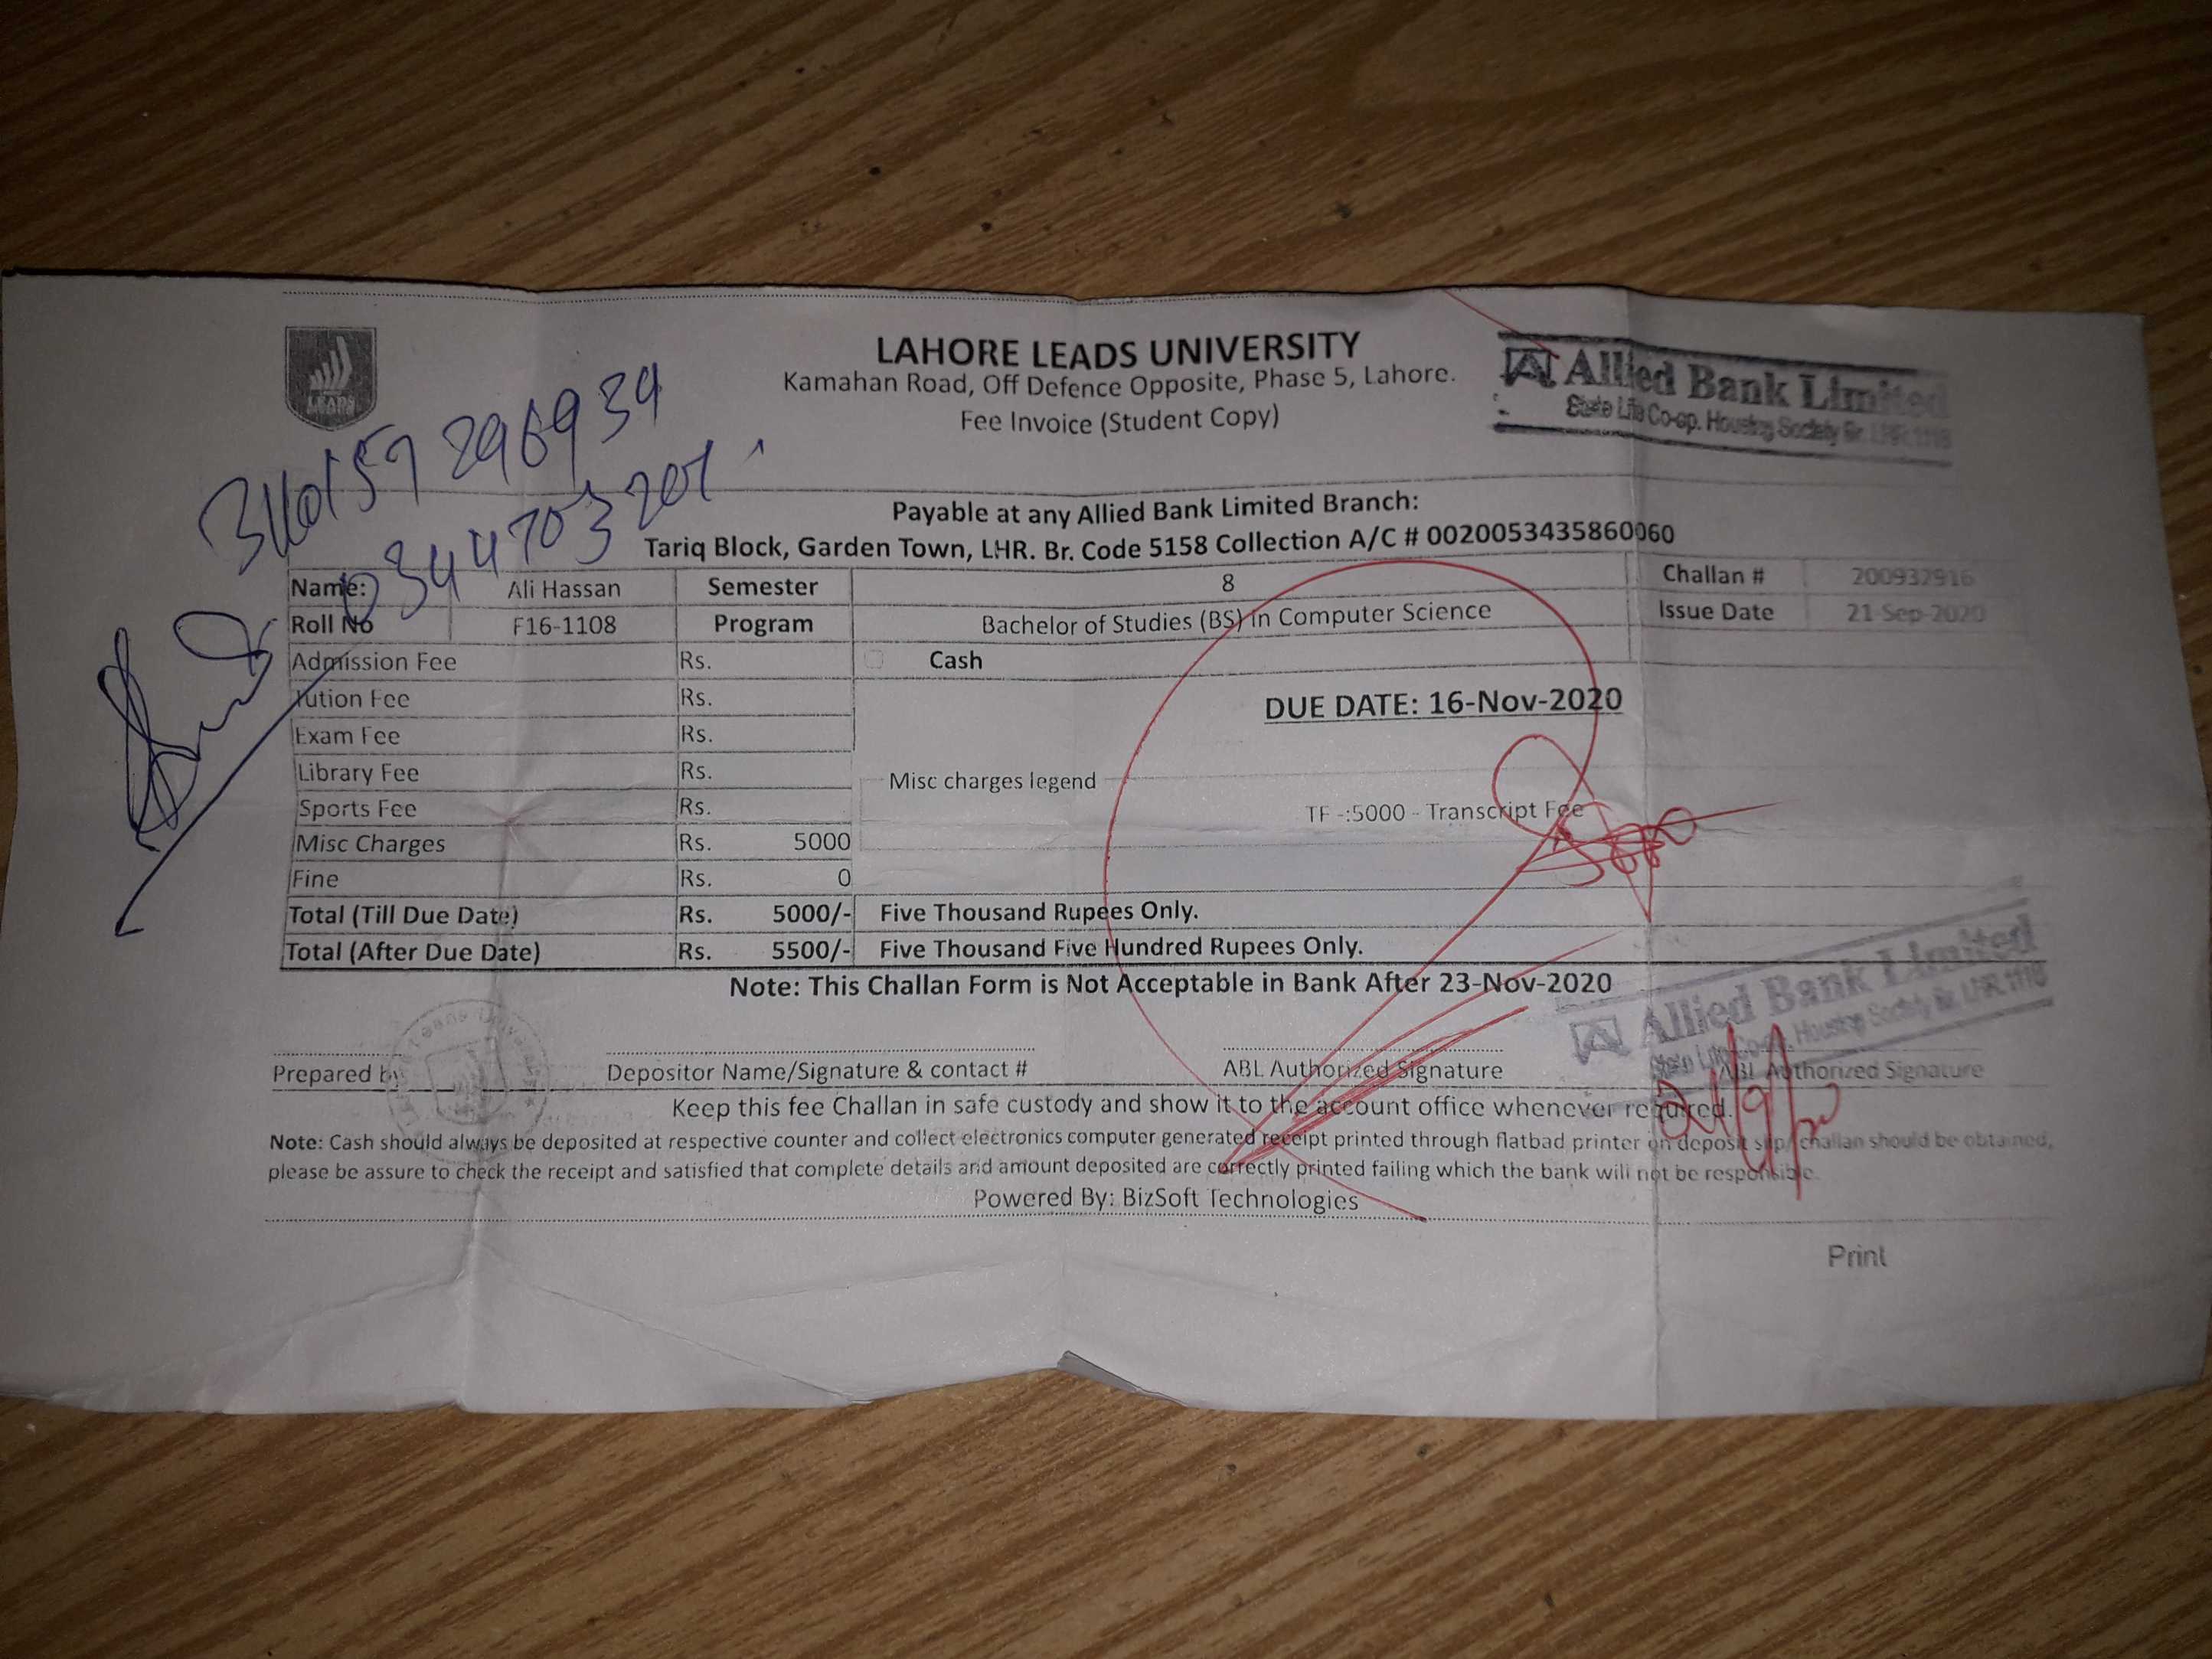 LEADS
LAHORE LEADS UNIVERSITY
Kamahan Road, Off Defence Opposite, Phase 5, Lahore.
Fee Invoice (Student Copy)
Allied Bank Limited
State Life Co-op. Housing Society Br. LHR 1118
Payable at any Allied Bank Limited Branch:
Tariq Block, Garden Town, LHR. Br. Code 5158 Collection A/C # 0020053435860060
Name: Ali Hassan Semester 8 Challan # 200932916
Roll No F16-1108 Program Bachelor of Studies (BS) in Computer Science Issue Date 21-Sep-2020
Admission Fee Rs. Cash
Tution Fee Rs. DUE DATE: 16-Nov-2020
Exam Fee Rs.
Library Fee Rs. Misc charges legend
Sports Fee Rs. TF -:5000 - Transcript Fee
Misc Charges Rs. 5000
Fine Rs. 0
Total (Till Due Date) Rs. 5000/- Five Thousand Rupees Only.
Total (After Due Date) Rs. 5500/- Five Thousand Five Hundred Rupees Only.
Note: This Challan Form is Not Acceptable in Bank After 23-Nov-2020
Allied Bank Limited
State Life Co-op. Housing Society Br. LHR 1118
Prepared by Depositor Name/Signature & contact # ABL Authorized Signature ABL Authorized Signature
Keep this fee Challan in safe custody and show it to the account office whenever required.
Note: Cash should always be deposited at respective counter and collect electronics computer generated receipt printed through flatbad printer on deposit slip/challan should be obtained,
please be assure to check the receipt and satisfied that complete details and amount deposited are correctly printed failing which the bank will not be responsible.
Powered By: BizSoft Technologies
Print